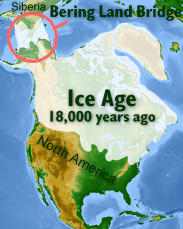 Siberia
Bering Land Bridge
Ice Age
18,000 years ago
North America